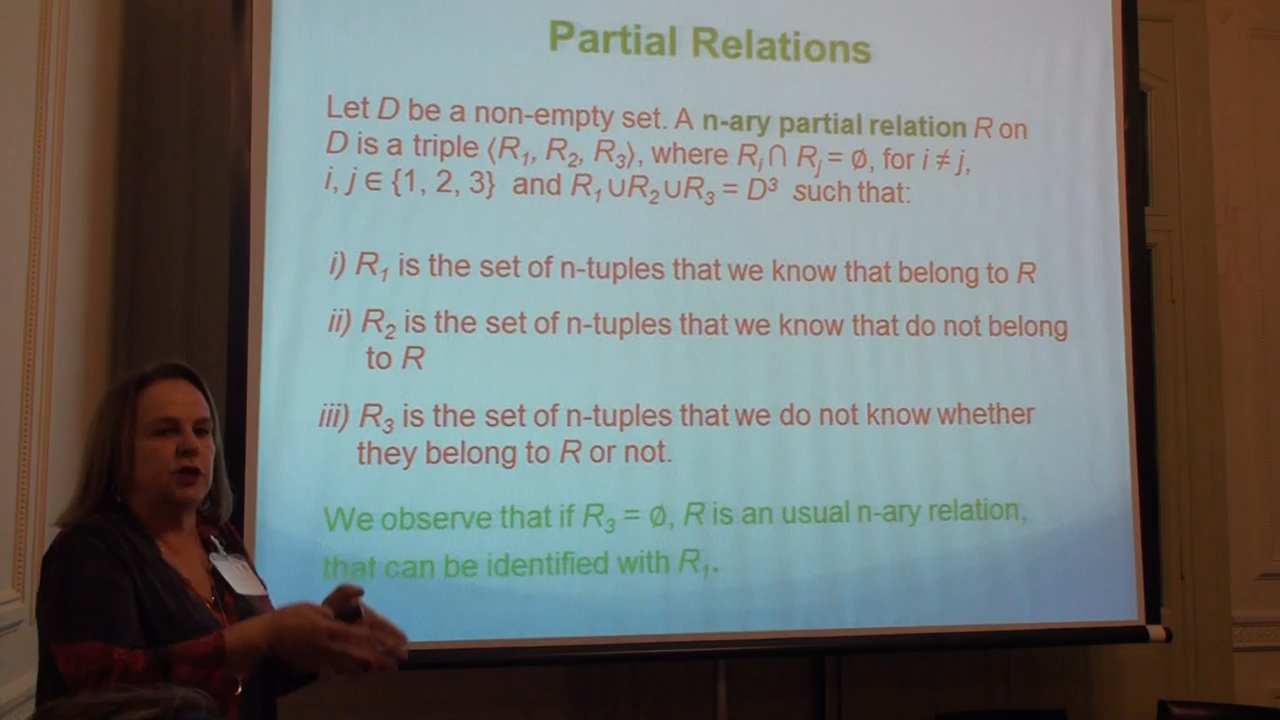 Partial Relations
Let D be a non-empty set. A n-ary partial relation R on
D is a triple ⟨R₁, R₂, R₃⟩, where Rᵢ∩ Rⱼ = ∅, for i ≠ j,
i, j ∈ {1, 2, 3} and R₁∪R₂∪R₃ = D³ such that:
i) R₁ is the set of n-tuples that we know that belong to R
ii) R₂ is the set of n-tuples that we know that do not belong
to R
iii) R₃ is the set of n-tuples that we do not know whether
they belong to R or not.
We observe that if R₃ = ∅, R is an usual n-ary relation,
that can be identified with R₁.